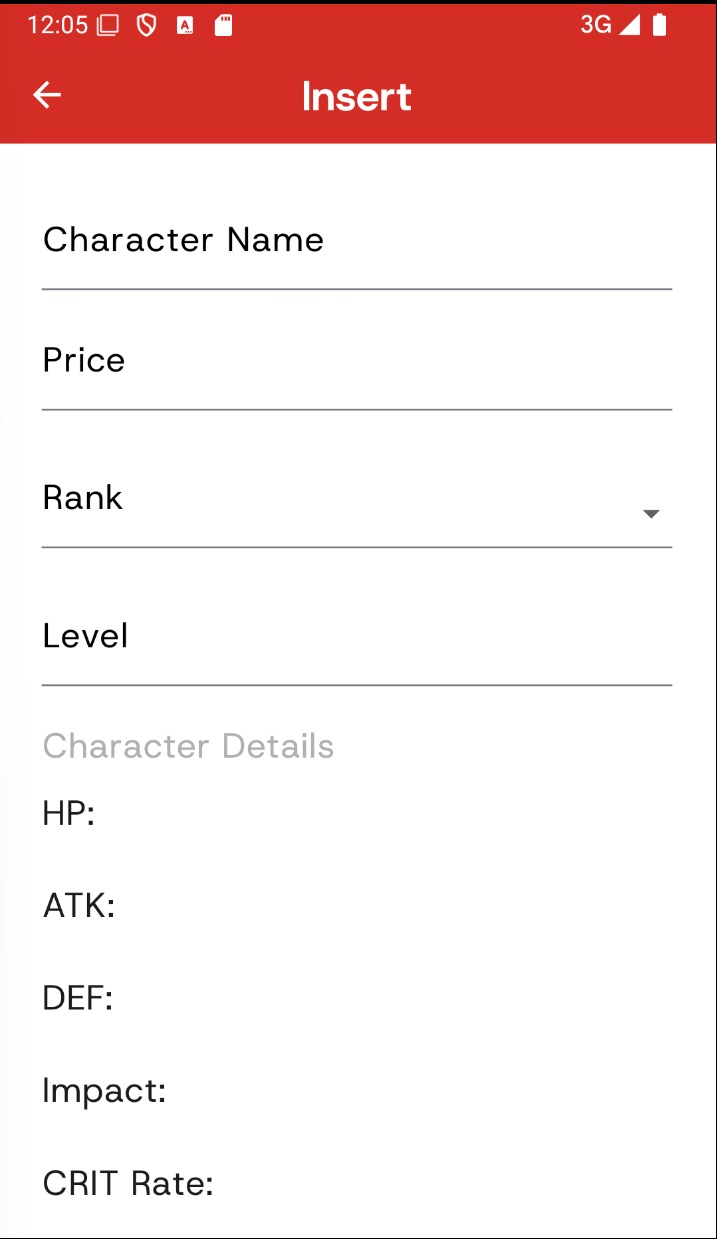 12:05 3G
Insert
Character Name
Price
Rank
Level
Character Details
HP:
ATK:
DEF:
Impact:
CRIT Rate: